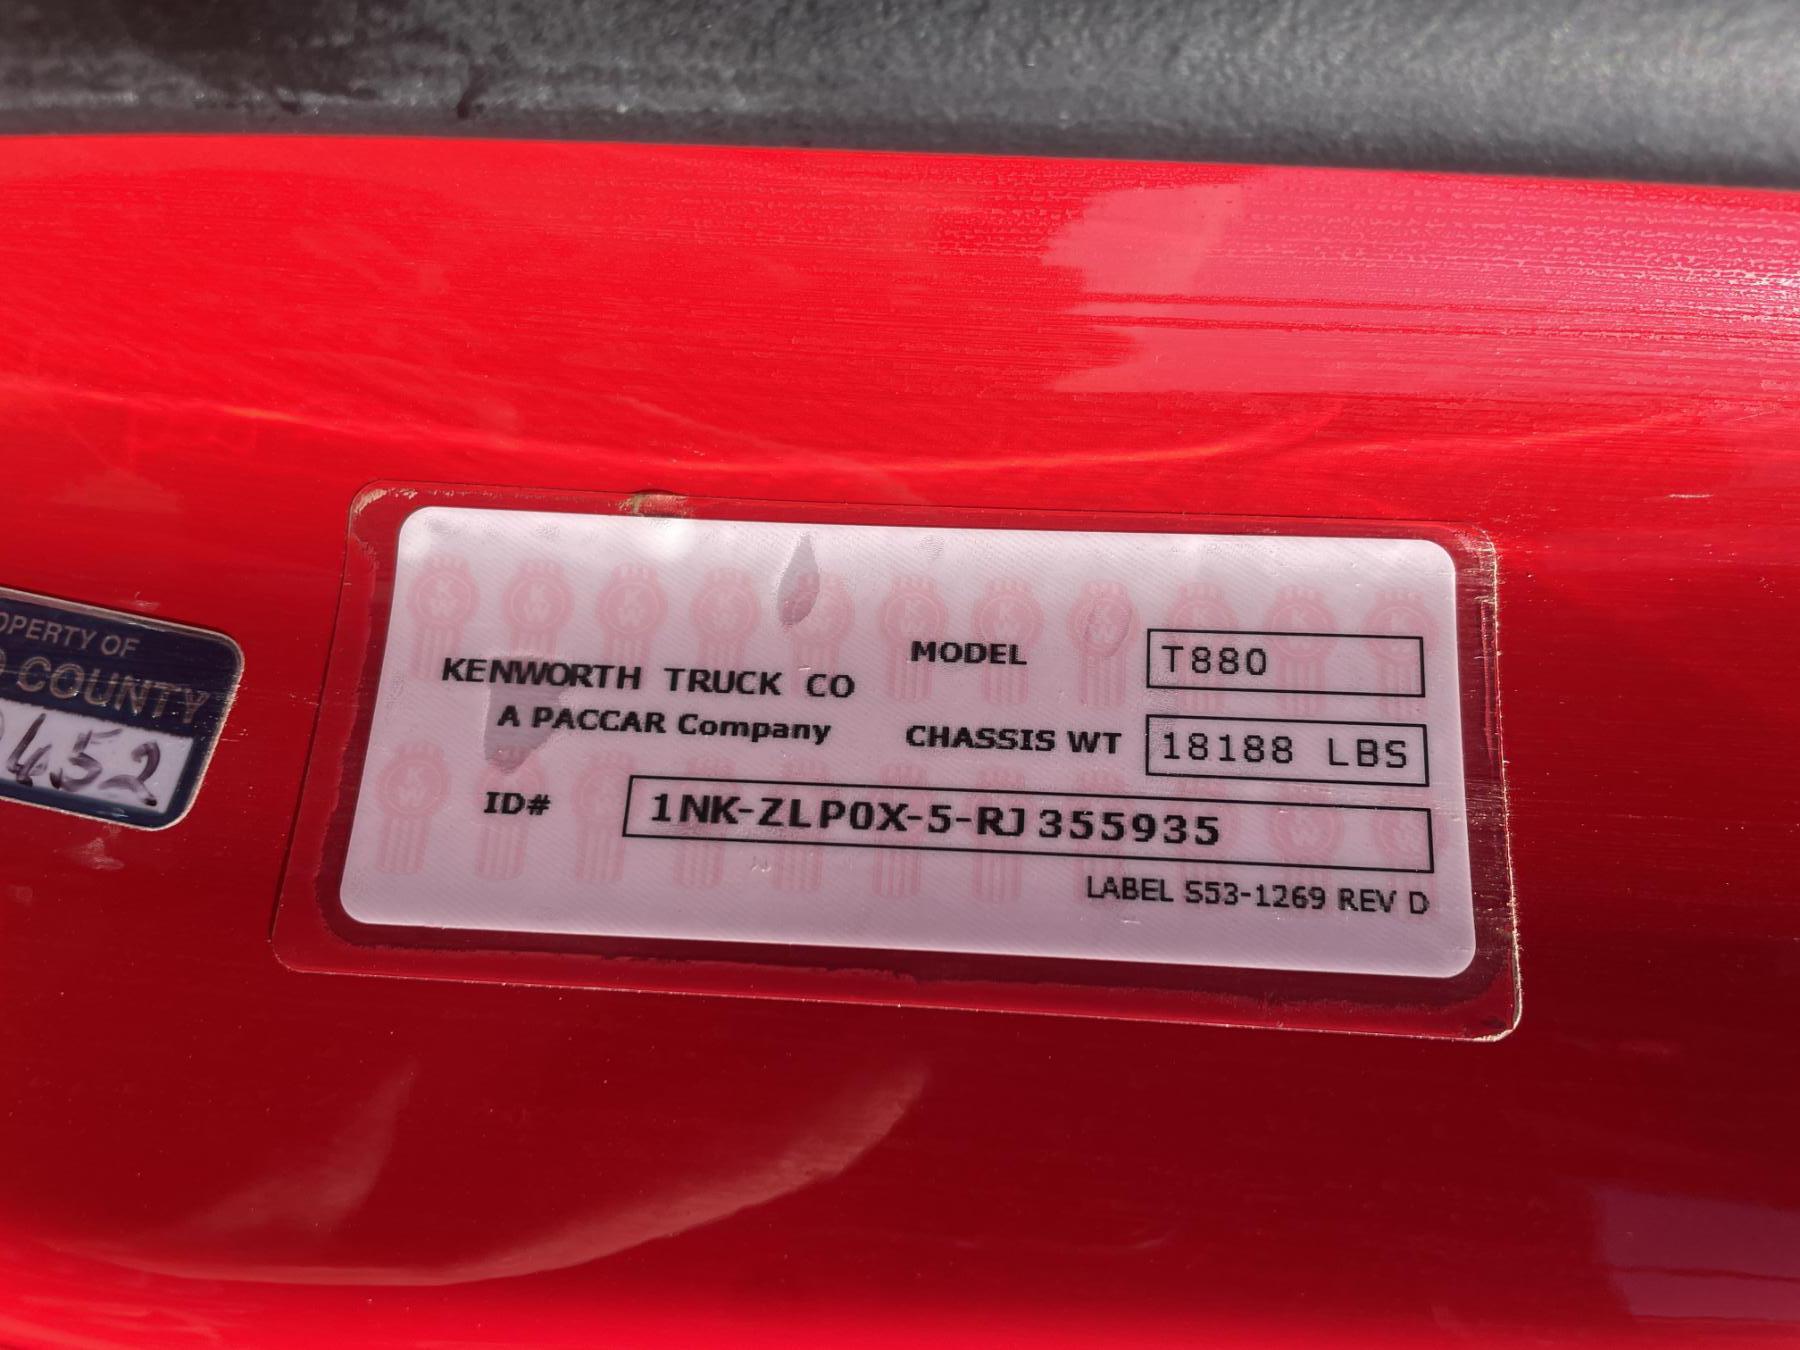 PROPERTY OF
COUNTY
452
KENWORTH TRUCK CO
A PACCAR Company
MODEL T880
CHASSIS WT 18188 LBS
ID# 1NK-ZLP0X-5-RJ355935
LABEL S53-1269 REV D